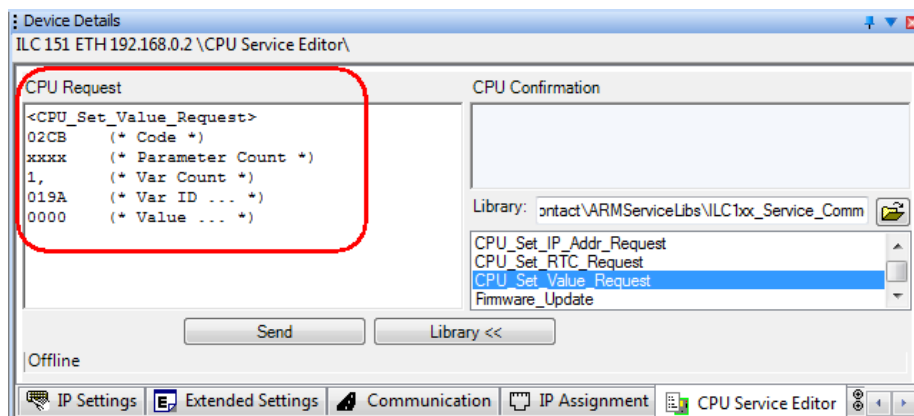 Device Details
ILC 151 ETH 192.168.0.2 \CPU Service Editor\
CPU Request
<CPU_Set_Value_Request>
02CB (* Code *)
xxxx (* Parameter Count *)
1, (* Var Count *)
019A (* Var ID ... *)
0000 (* Value ... *)
CPU Confirmation
Library: ontact\ARMServiceLibs\ILC1xx_Service_Comm
CPU_Set_IP_Addr_Request
CPU_Set_RTC_Request
CPU_Set_Value_Request
Firmware_Update
Send Library <<
Offline
IP Settings Extended Settings Communication IP Assignment CPU Service Editor